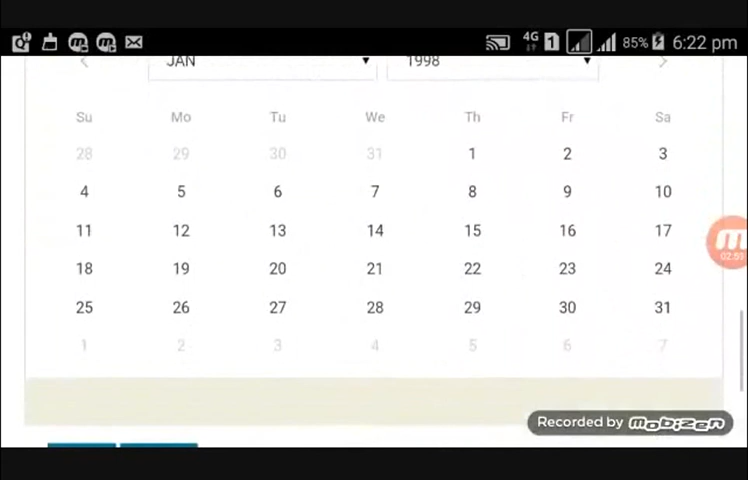 4G 1 85% 6:22 pm
JAN 1998
Su Mo Tu We Th Fr Sa
28 29 30 31 1 2 3
4 5 6 7 8 9 10
11 12 13 14 15 16 17
18 19 20 21 22 23 24
25 26 27 28 29 30 31
1 2 3 4 5 6 7
Recorded by mobizen